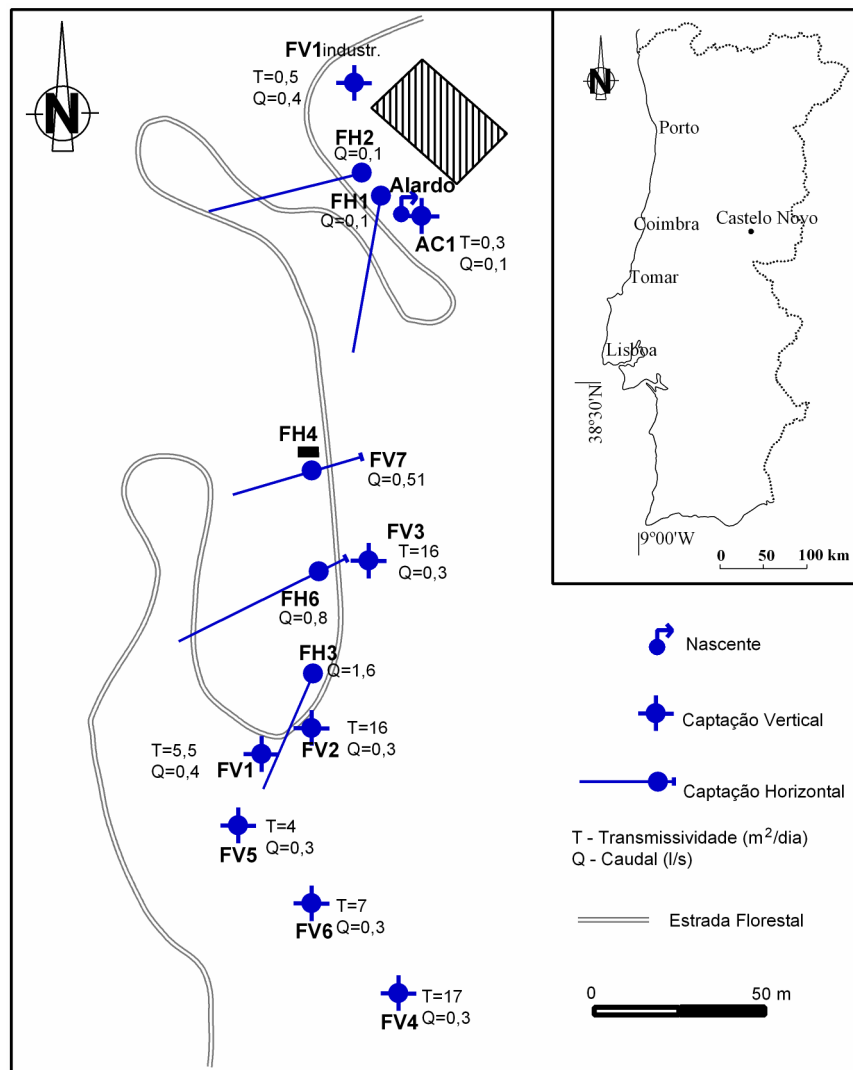 N
FV1 industr.
T=0,5
Q=0,4
FH2
Q=0,1
Alardo
FH1
Q=0,1
AC1
T=0,3
Q=0,1
FH4
FV7
Q=0,51
FV3
T=16
Q=0,3
FH6
Q=0,8
FH3
Q=1,6
T=16
Q=0,3
FV2
T=5,5
Q=0,4
FV1
T=4
Q=0,3
FV5
T=7
Q=0,3
FV6
T=17
Q=0,3
FV4
N
Porto
Coimbra
Castelo Novo
Tomar
Lisboa
38°30'N
9°00'W
0 50 100 km
Nascente
Captação Vertical
Captação Horizontal
T - Transmissividade (m²/dia)
Q - Caudal (l/s)
Estrada Florestal
0 50 m